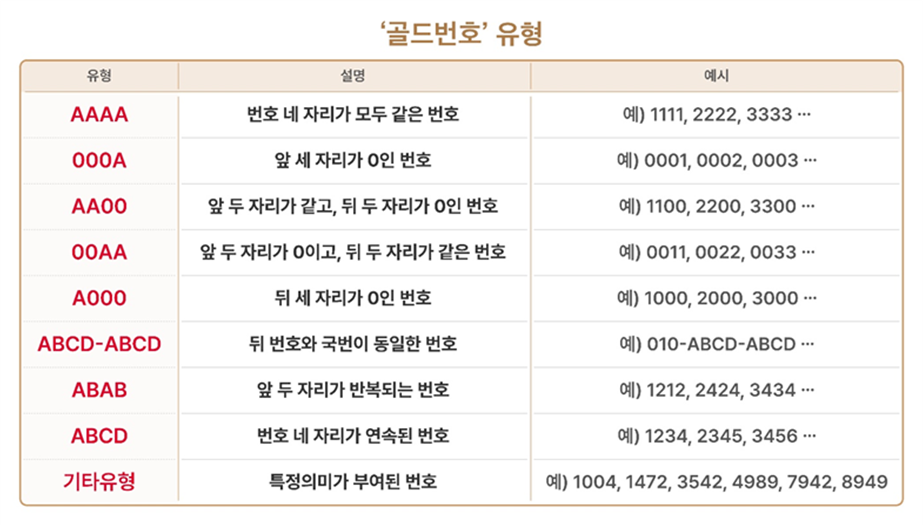 ‘골드번호’ 유형
유형 설명 예시
AAAA 번호 네 자리가 모두 같은 번호 예) 1111, 2222, 3333 ···
000A 앞 세 자리가 0인 번호 예) 0001, 0002, 0003 ···
AA00 앞 두 자리가 같고, 뒤 두 자리가 0인 번호 예) 1100, 2200, 3300 ···
00AA 앞 두 자리가 0이고, 뒤 두 자리가 같은 번호 예) 0011, 0022, 0033 ···
A000 뒤 세 자리가 0인 번호 예) 1000, 2000, 3000 ···
ABCD-ABCD 뒤 번호와 국번이 동일한 번호 예) 010-ABCD-ABCD ···
ABAB 앞 두 자리가 반복되는 번호 예) 1212, 2424, 3434 ···
ABCD 번호 네 자리가 연속된 번호 예) 1234, 2345, 3456 ···
기타유형 특정의미가 부여된 번호 예) 1004, 1472, 3542, 4989, 7942, 8949